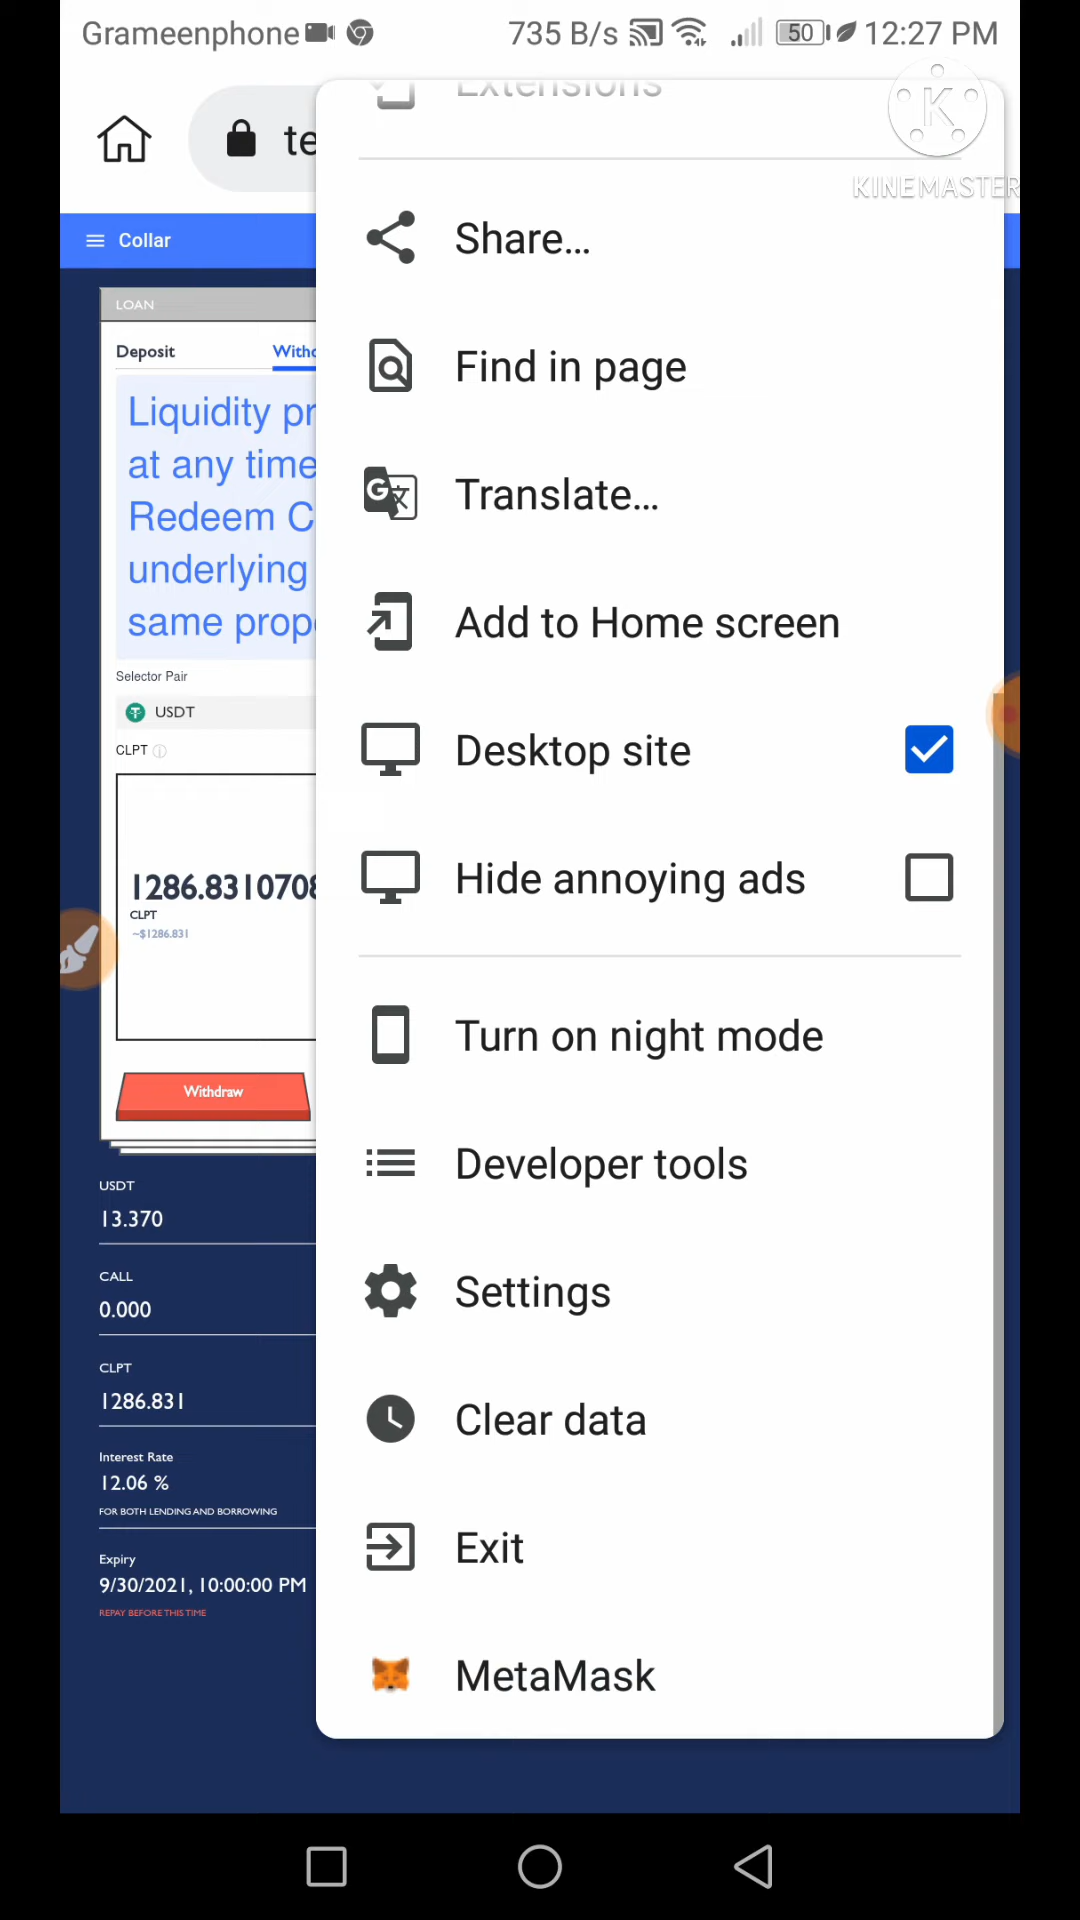 Grameenphone 735 B/s 50 12:27 PM
Extensions
K
KINEMASTER
te
Collar
Share...
LOAN
Deposit
Find in page
Liquidity
at any time
Translate...
Redeem
underlying
Add to Home screen
same
Selector Pair
USDT
Desktop site
CLPT
1286.8310708
Hide annoying ads
CLPT
~$1286.831
Turn on night mode
Withdraw
Developer tools
USDT
13.370
CALL
Settings
0.000
CLPT
1286.831
Clear data
Interest Rate
12.06 %
FOR BOTH LENDING AND BORROWING
Exit
Expiry
9/30/2021, 10:00:00 PM
REPAY BEFORE THIS TIME
MetaMask